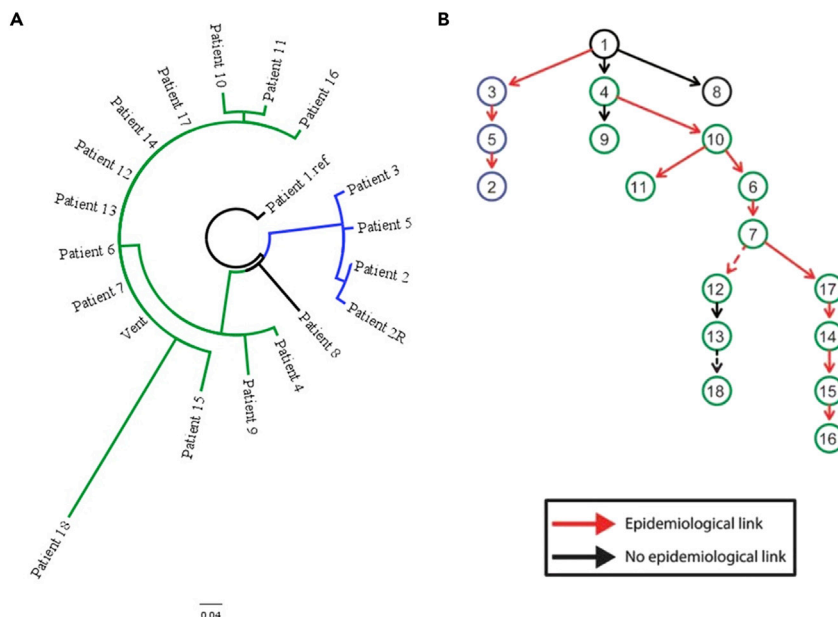 A
Patient 10
Patient 11
Patient 16
Patient 17
Patient 14
Patient 12
Patient 13
Patient 6
Patient 7
Vent
Patient 1.ref
Patient 3
Patient 5
Patient 2
Patient 2R
Patient 8
Patient 4
Patient 9
Patient 15
Patient 18
0.04
B
1
3
4
8
5
9
10
2
11
6
7
12
17
13
14
18
15
16
Epidemiological link
No epidemiological link